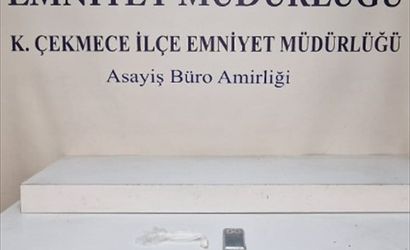 EMNİYET MÜDÜRLÜĞÜ
K. ÇEKMECE İLÇE EMNİYET MÜDÜRLÜĞÜ
Asayiş Büro Amirliği